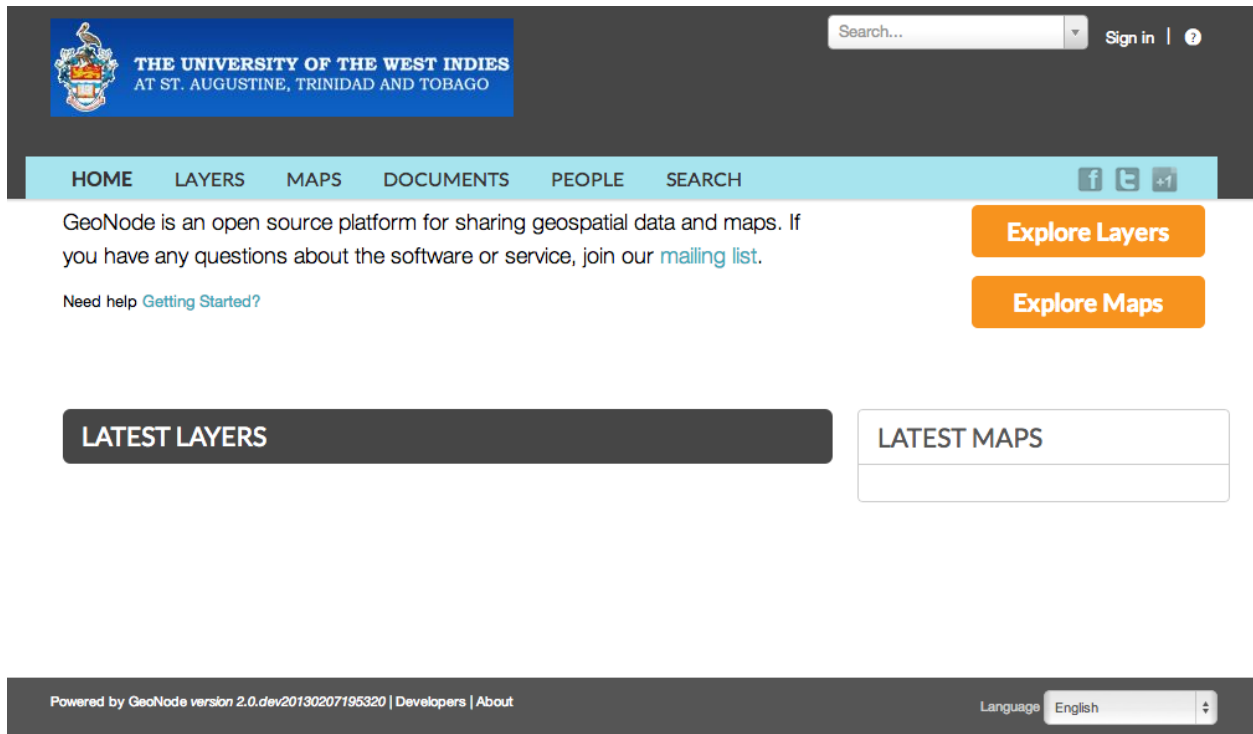 THE UNIVERSITY OF THE WEST INDIES
AT ST. AUGUSTINE, TRINIDAD AND TOBAGO
Search...
Sign in | ?
HOME LAYERS MAPS DOCUMENTS PEOPLE SEARCH
f t +1
GeoNode is an open source platform for sharing geospatial data and maps. If
you have any questions about the software or service, join our mailing list.
Need help Getting Started?
Explore Layers
Explore Maps
LATEST LAYERS
LATEST MAPS
Powered by GeoNode version 2.0.dev20130207195320 | Developers | About
Language English